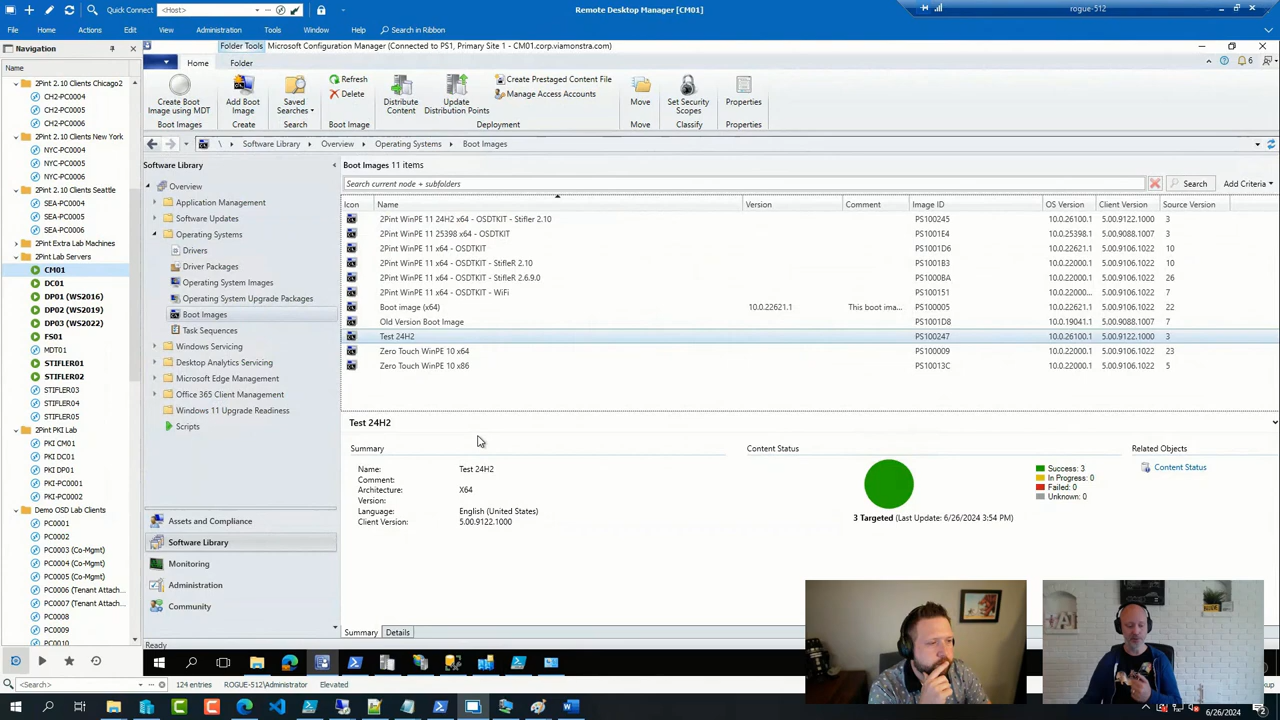 Quick Connect
<Host>
Remote Desktop Manager [CM01]
rogue-512
File
Home
Actions
Edit
View
Administration
Tools
Window
Help
Search in Ribbon
Navigation
Name
2Pint 2.10 Clients Chicago2
CH2-PC0004
CH2-PC0005
CH2-PC0006
2Pint 2.10 Clients New York
NYC-PC0004
NYC-PC0005
NYC-PC0006
2Pint 2.10 Clients Seattle
SEA-PC0004
SEA-PC0005
SEA-PC0006
2Pint Extra Lab Machines
2Pint Lab Servers
CM01
DC01
DP01 (WS2016)
DP02 (WS2019)
DP03 (WS2022)
FS01
MDT01
STIFLER01
STIFLER02
STIFLER03
STIFLER04
STIFLER05
2Pint PKI Lab
PKI CM01
PKI DC01
PKI DP01
PKI-PC0001
PKI-PC0002
Demo OSD Lab Clients
PC0001
PC0002
PC0003 (Co-Mgmt)
PC0004 (Co-Mgmt)
PC0005 (Co-Mgmt)
PC0006 (Tenant Attach...
PC0007 (Tenant Attach...
PC0008
PC0009
PC0010
Folder Tools
Microsoft Configuration Manager (Connected to PS1, Primary Site 1 - CM01.corp.viamonstra.com)
Home
Folder
6
Create Boot
Image using MDT
Boot Images
Add Boot
Image
Create
Saved
Searches
Search
Refresh
Delete
Boot Image
Distribute
Content
Update
Distribution Points
Create Prestaged Content File
Manage Access Accounts
Deployment
Move
Move
Set Security
Scopes
Classify
Properties
Properties
\ Software Library Overview Operating Systems Boot Images
Software Library
Overview
Application Management
Software Updates
Operating Systems
Drivers
Driver Packages
Operating System Images
Operating System Upgrade Packages
Boot Images
Task Sequences
Windows Servicing
Desktop Analytics Servicing
Microsoft Edge Management
Office 365 Client Management
Windows 11 Upgrade Readiness
Scripts
Assets and Compliance
Software Library
Monitoring
Administration
Community
Boot Images 11 items
Search current node + subfolders
Search
Add Criteria
Icon Name Version Comment Image ID OS Version Client Version Source Version
2Pint WinPE 11 24H2 x64 - OSDTKIT - Stifler 2.10 PS100245 10.0.26100.1 5.00.9122.1000 3
2Pint WinPE 11 25398 x64 - OSDTKIT PS1001E4 10.0.25398.1 5.00.9106.1022 3
2Pint WinPE 11 x64 - OSDTKIT PS1001D6 10.0.22621.1 5.00.9106.1022 10
2Pint WinPE 11 x64 - OSDTKIT - StifleR 2.10 PS1001B3 10.0.22621.1 5.00.9106.1022 10
2Pint WinPE 11 x64 - OSDTKIT - StifleR 2.6.9.0 PS1000BA 10.0.22621.1 5.00.9106.1022 26
2Pint WinPE 11 x64 - OSDTKIT - WiFi PS100151 10.0.22000... 5.00.9106.1022 7
Boot image (x64) 10.0.22621.1 This boot ima... PS100005 10.0.22621.1 5.00.9106.1022 22
Old Version Boot Image PS1001D8 10.0.19041.1 5.00.9088.1007 7
Test 24H2 PS100247 10.0.26100.1 5.00.9122.1000 3
Zero Touch WinPE 10 x64 PS100009 10.0.22000.1 5.00.9106.1022 23
Zero Touch WinPE 10 x86 PS10013C 10.0.22000.1 5.00.9106.1022 5
Test 24H2
Summary
Name: Test 24H2
Comment:
Architecture: X64
Version:
Language: English (United States)
Client Version: 5.00.9122.1000
Content Status
Success: 3
In Progress: 0
Failed: 0
Unknown: 0
3 Targeted (Last Update: 6/26/2024 3:54 PM)
Related Objects
Content Status
Summary
Details
Ready
<Search>
124 entries
ROGUE-512\Administrator
Elevated
6/26/2024